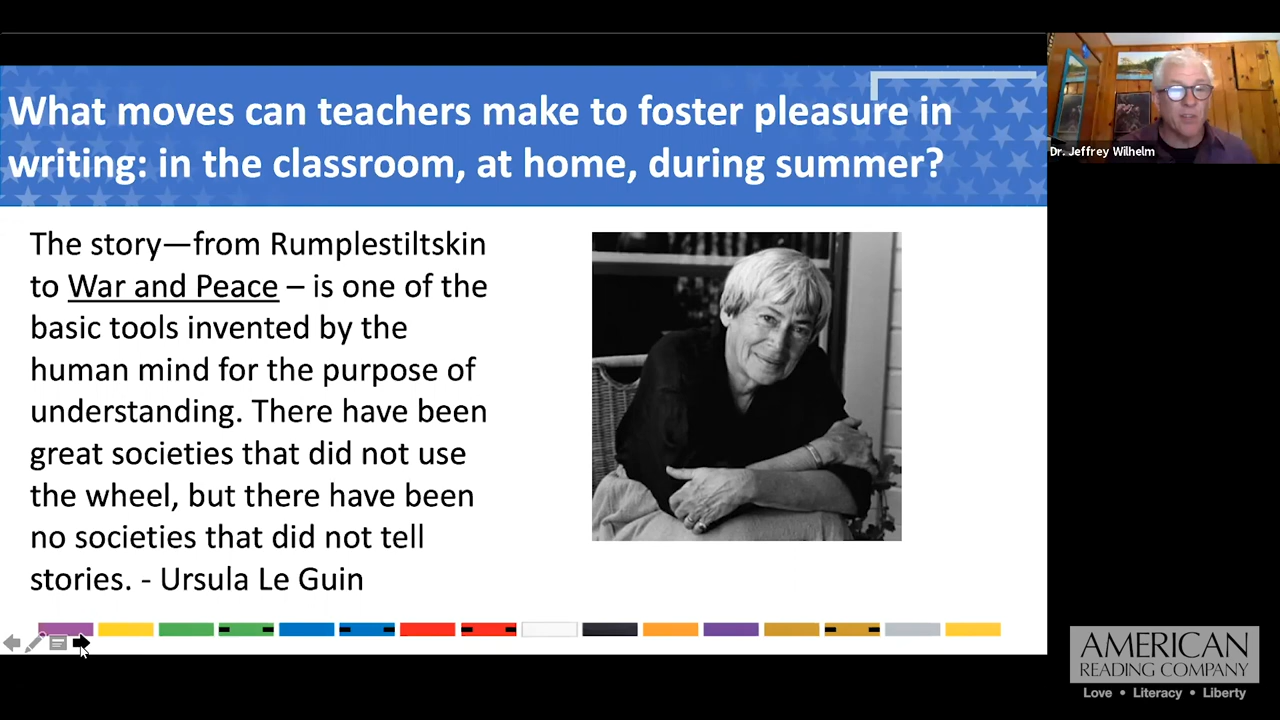 What moves can teachers make to foster pleasure in
writing: in the classroom, at home, during summer?
Dr. Jeffrey Wilhelm
The story—from Rumplestiltskin
to War and Peace – is one of the
basic tools invented by the
human mind for the purpose of
understanding. There have been
great societies that did not use
the wheel, but there have been
no societies that did not tell
stories. - Ursula Le Guin
AMERICAN
READING COMPANY
Love • Literacy • Liberty